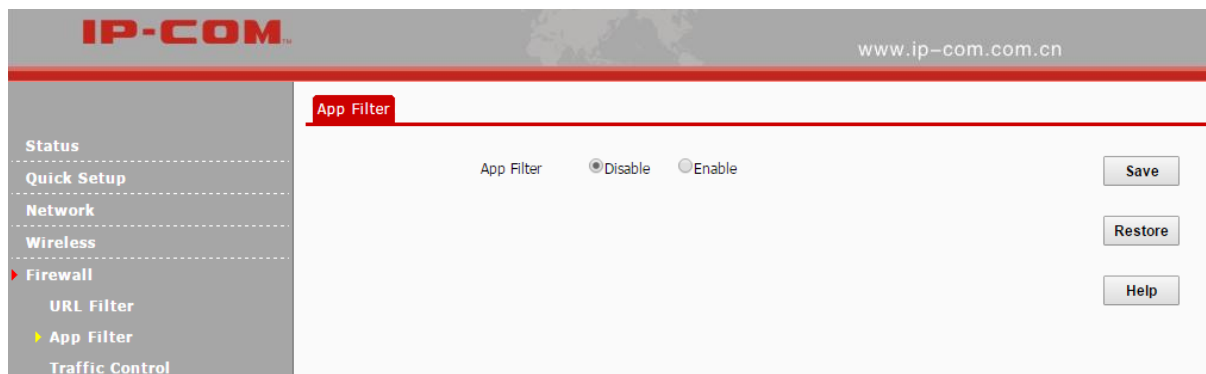 IP-COM™
www.ip-com.com.cn
App Filter
Status
Quick Setup
Network
Wireless
Firewall
URL Filter
App Filter
Traffic Control
App Filter Disable Enable
Save
Restore
Help